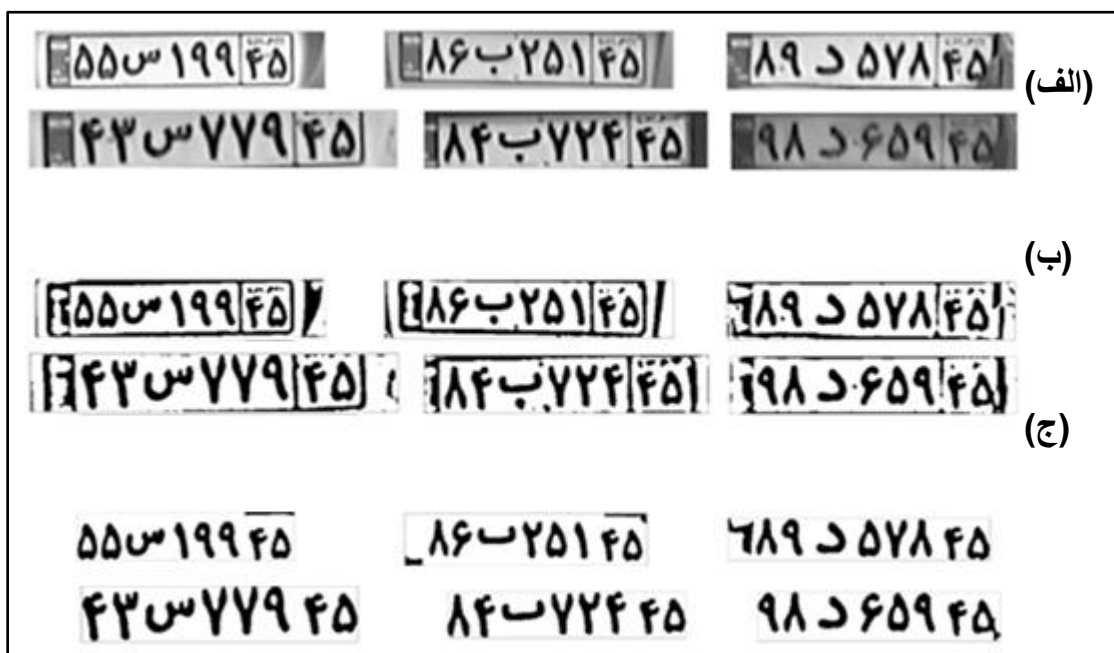 (الف)
۸۹ د ۵۷۸ ۴۵
۸۶ ب ۲۵۱ ۴۵
۵۵ س ۱۹۹ ۴۵
۹۸ د ۶۵۹ ۴۵
۸۴ ب ۷۲۴ ۴۵
۴۳ س ۷۷۹ ۴۵
(ب)
۸۹ د ۵۷۸ ۴۵
۸۶ ب ۲۵۱ ۴۵
۵۵ س ۱۹۹ ۴۵
۹۸ د ۶۵۹ ۴۵
۸۴ ب ۷۲۴ ۴۵
۴۳ س ۷۷۹ ۴۵
(ج)
۸۹ د ۵۷۸ ۴۵
۸۶ ب ۲۵۱ ۴۵
۵۵ س ۱۹۹ ۴۵
۹۸ د ۶۵۹ ۴۵
۸۴ ب ۷۲۴ ۴۵
۴۳ س ۷۷۹ ۴۵